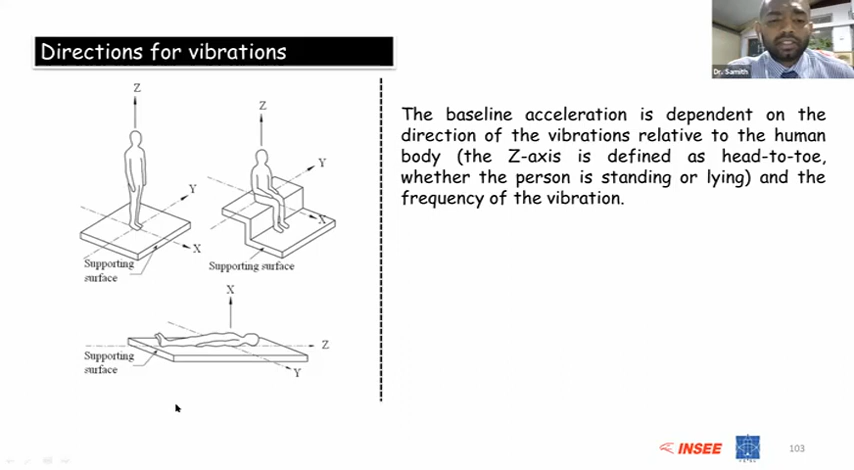 Directions for vibrations
Dr. Samith
Z
Y
X
Supporting
surface
Z
Y
X
Supporting surface
X
Z
Y
Supporting
surface
The baseline acceleration is dependent on the
direction of the vibrations relative to the human
body (the Z-axis is defined as head-to-toe,
whether the person is standing or lying) and the
frequency of the vibration.
INSEE
103